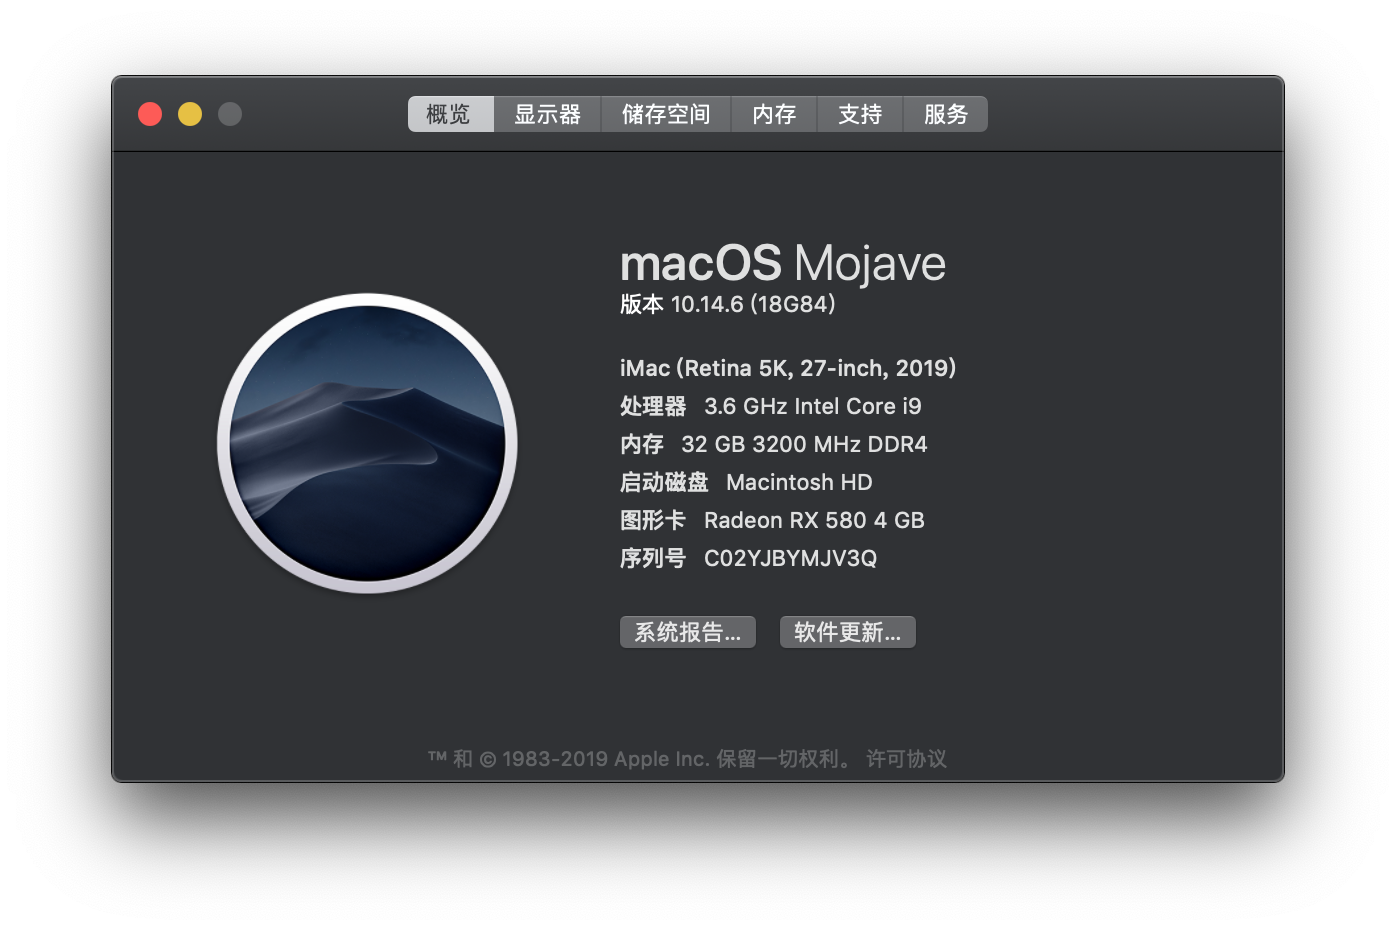 概览 显示器 储存空间 内存 支持 服务
macOS Mojave
版本 10.14.6 (18G84)
iMac (Retina 5K, 27-inch, 2019)
处理器 3.6 GHz Intel Core i9
内存 32 GB 3200 MHz DDR4
启动磁盘 Macintosh HD
图形卡 Radeon RX 580 4 GB
序列号 C02YJBYMJV3Q
系统报告... 软件更新...
™ 和 © 1983-2019 Apple Inc. 保留一切权利。 许可协议